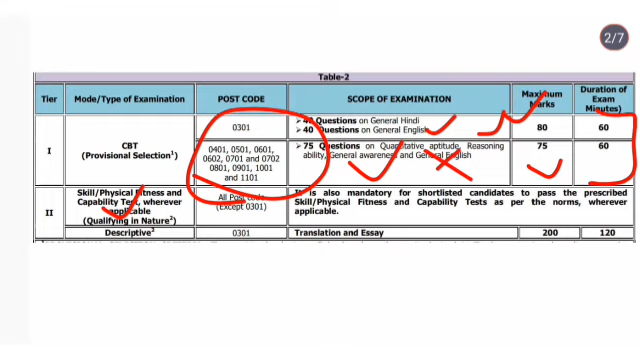 2/7
Table-2
Tier Mode/Type of Examination POST CODE SCOPE OF EXAMINATION Maximum Marks Duration of Exam Minutes)
I CBT (Provisional Selection¹)
0301
➢ 40 Questions on General Hindi
➢ 40 Questions on General English
80 60
0401, 0501, 0601,
0602, 0701 and 0702
0801, 0901, 1001
and 1101
➢ 75 Questions on Quantitative aptitude, Reasoning
ability, General awareness and General English
75 60
II
Skill/Physical Fitness and
Capability Test, wherever
applicable
(Qualifying in Nature²)
All Post code
(Except 0301)
It is also mandatory for shortlisted candidates to pass the prescribed
Skill/Physical Fitness and Capability Tests as per the norms, wherever
applicable.
Descriptive² 0301 Translation and Essay 200 120